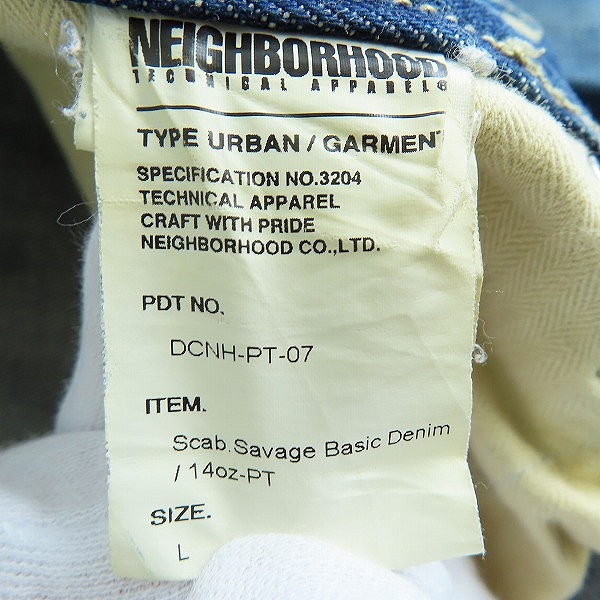 NEIGHBORHOOD
TECHNICAL APPAREL®
TYPE URBAN / GARMENT
SPECIFICATION NO.3204
TECHNICAL APPAREL
CRAFT WITH PRIDE
NEIGHBORHOOD CO.,LTD.
PDT NO.
DCNH-PT-07
ITEM.
Scab.Savage Basic Denim
/ 14oz-PT
SIZE.
L